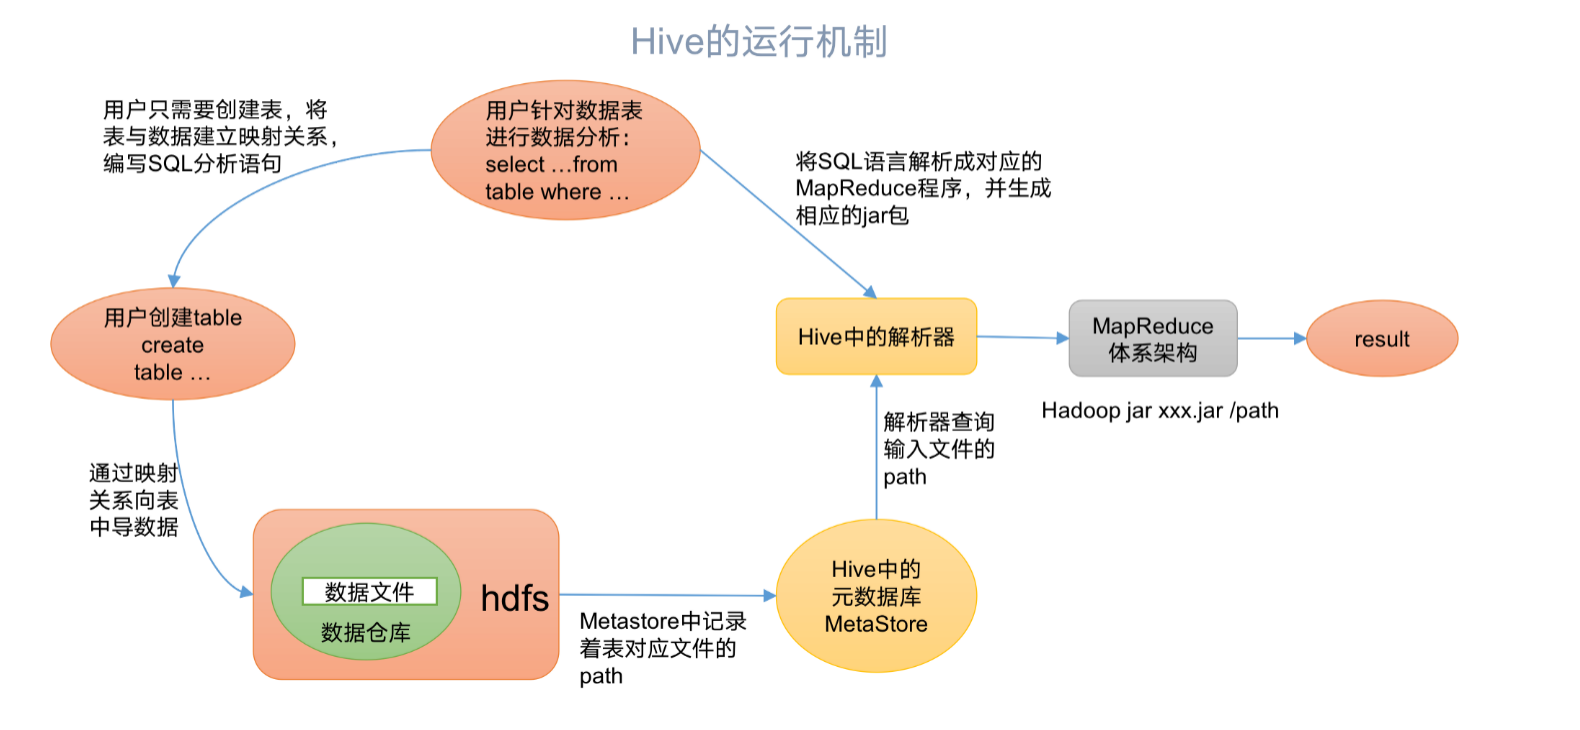 Hive的运行机制
用户只需要创建表，将
表与数据建立映射关系，
编写SQL分析语句
用户针对数据表
进行数据分析：
select …from
table where …
将SQL语言解析成对应的
MapReduce程序，并生成
相应的jar包
用户创建table
create
table …
Hive中的解析器
MapReduce
体系架构
result
Hadoop jar xxx.jar /path
解析器查询
输入文件的
path
通过映射
关系向表
中导数据
数据文件
数据仓库
hdfs
Metastore中记录
着表对应文件的
path
Hive中的
元数据库
MetaStore